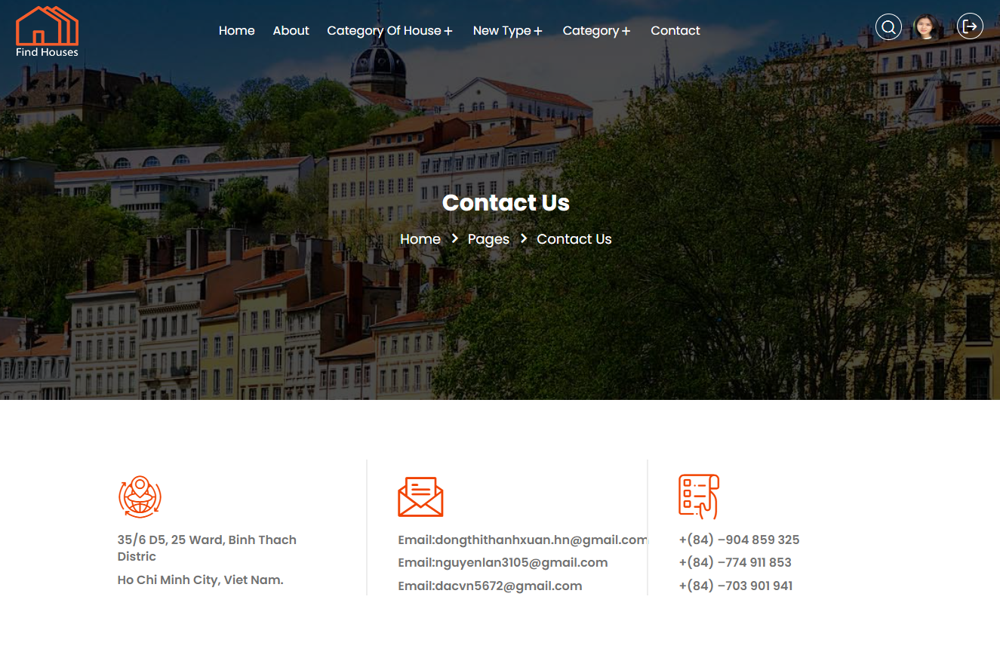 Find Houses
Home About Category Of House + New Type + Category + Contact
Contact Us
Home > Pages > Contact Us
35/6 D5, 25 Ward, Binh Thach
Distric
Ho Chi Minh City, Viet Nam.
Email:dongthithanhxuan.hn@gmail.com
Email:nguyenlan3105@gmail.com
Email:dacvn5672@gmail.com
+(84) –904 859 325
+(84) –774 911 853
+(84) –703 901 941